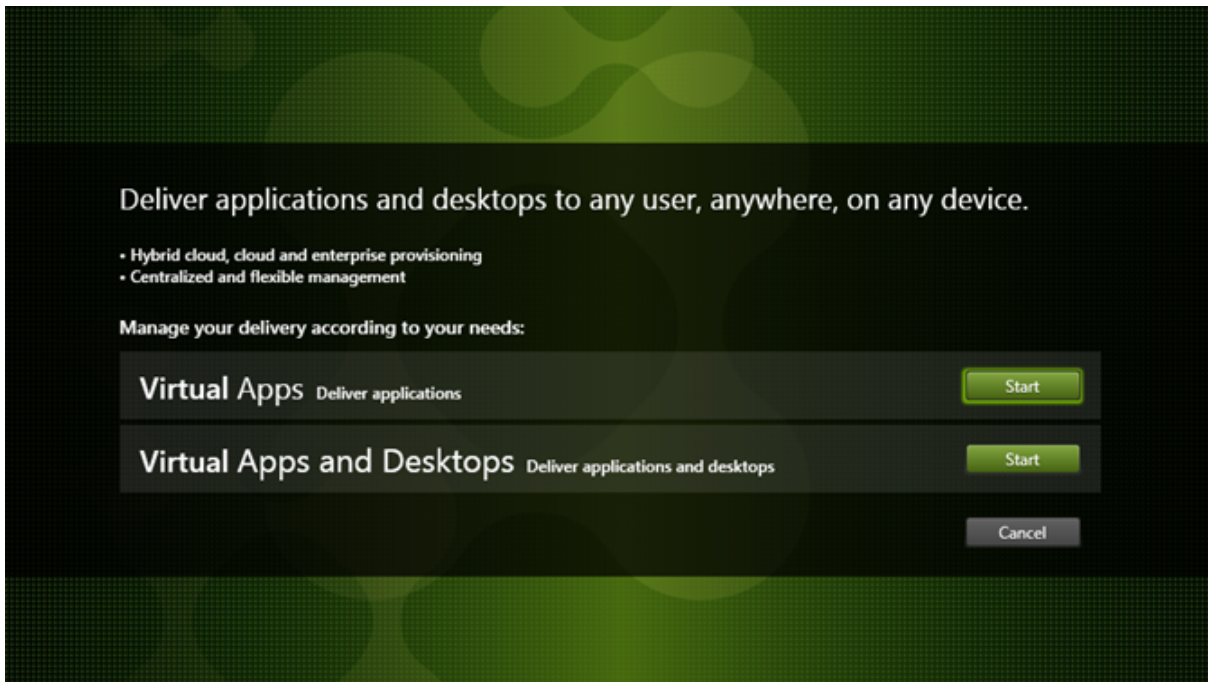 Deliver applications and desktops to any user, anywhere, on any device.
• Hybrid cloud, cloud and enterprise provisioning
• Centralized and flexible management
Manage your delivery according to your needs:
Virtual Apps Deliver applications Start
Virtual Apps and Desktops Deliver applications and desktops Start
Cancel